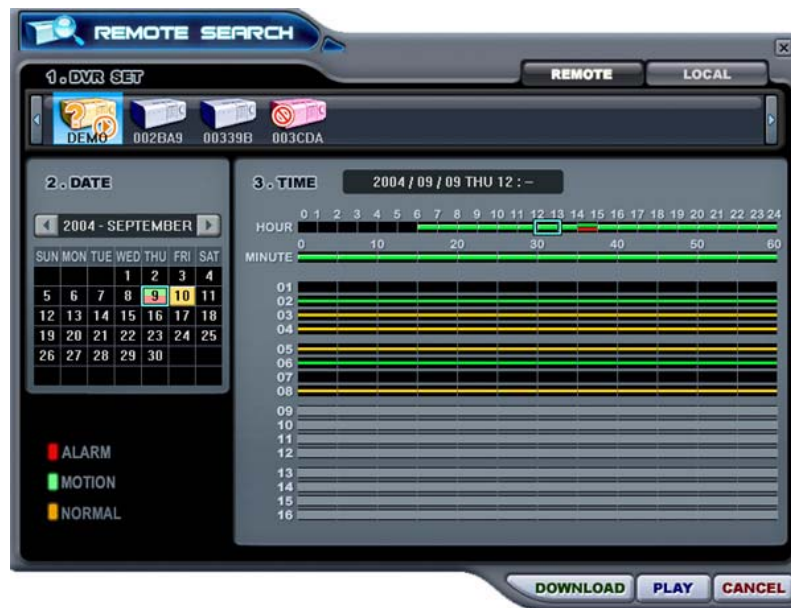 REMOTE SEARCH
1. DVR SET
REMOTE LOCAL
DEMO 002BA9 00339B 003CDA
2. DATE
2004 - SEPTEMBER
SUN MON TUE WED THU FRI SAT
1 2 3 4
5 6 7 8 9 10 11
12 13 14 15 16 17 18
19 20 21 22 23 24 25
26 27 28 29 30
ALARM
MOTION
NORMAL
3. TIME 2004 / 09 / 09 THU 12 : –
0 1 2 3 4 5 6 7 8 9 10 11 12 13 14 15 16 17 18 19 20 21 22 23 24
HOUR
0 10 20 30 40 50 60
MINUTE
01
02
03
04
05
06
07
08
09
10
11
12
13
14
15
16
DOWNLOAD PLAY CANCEL